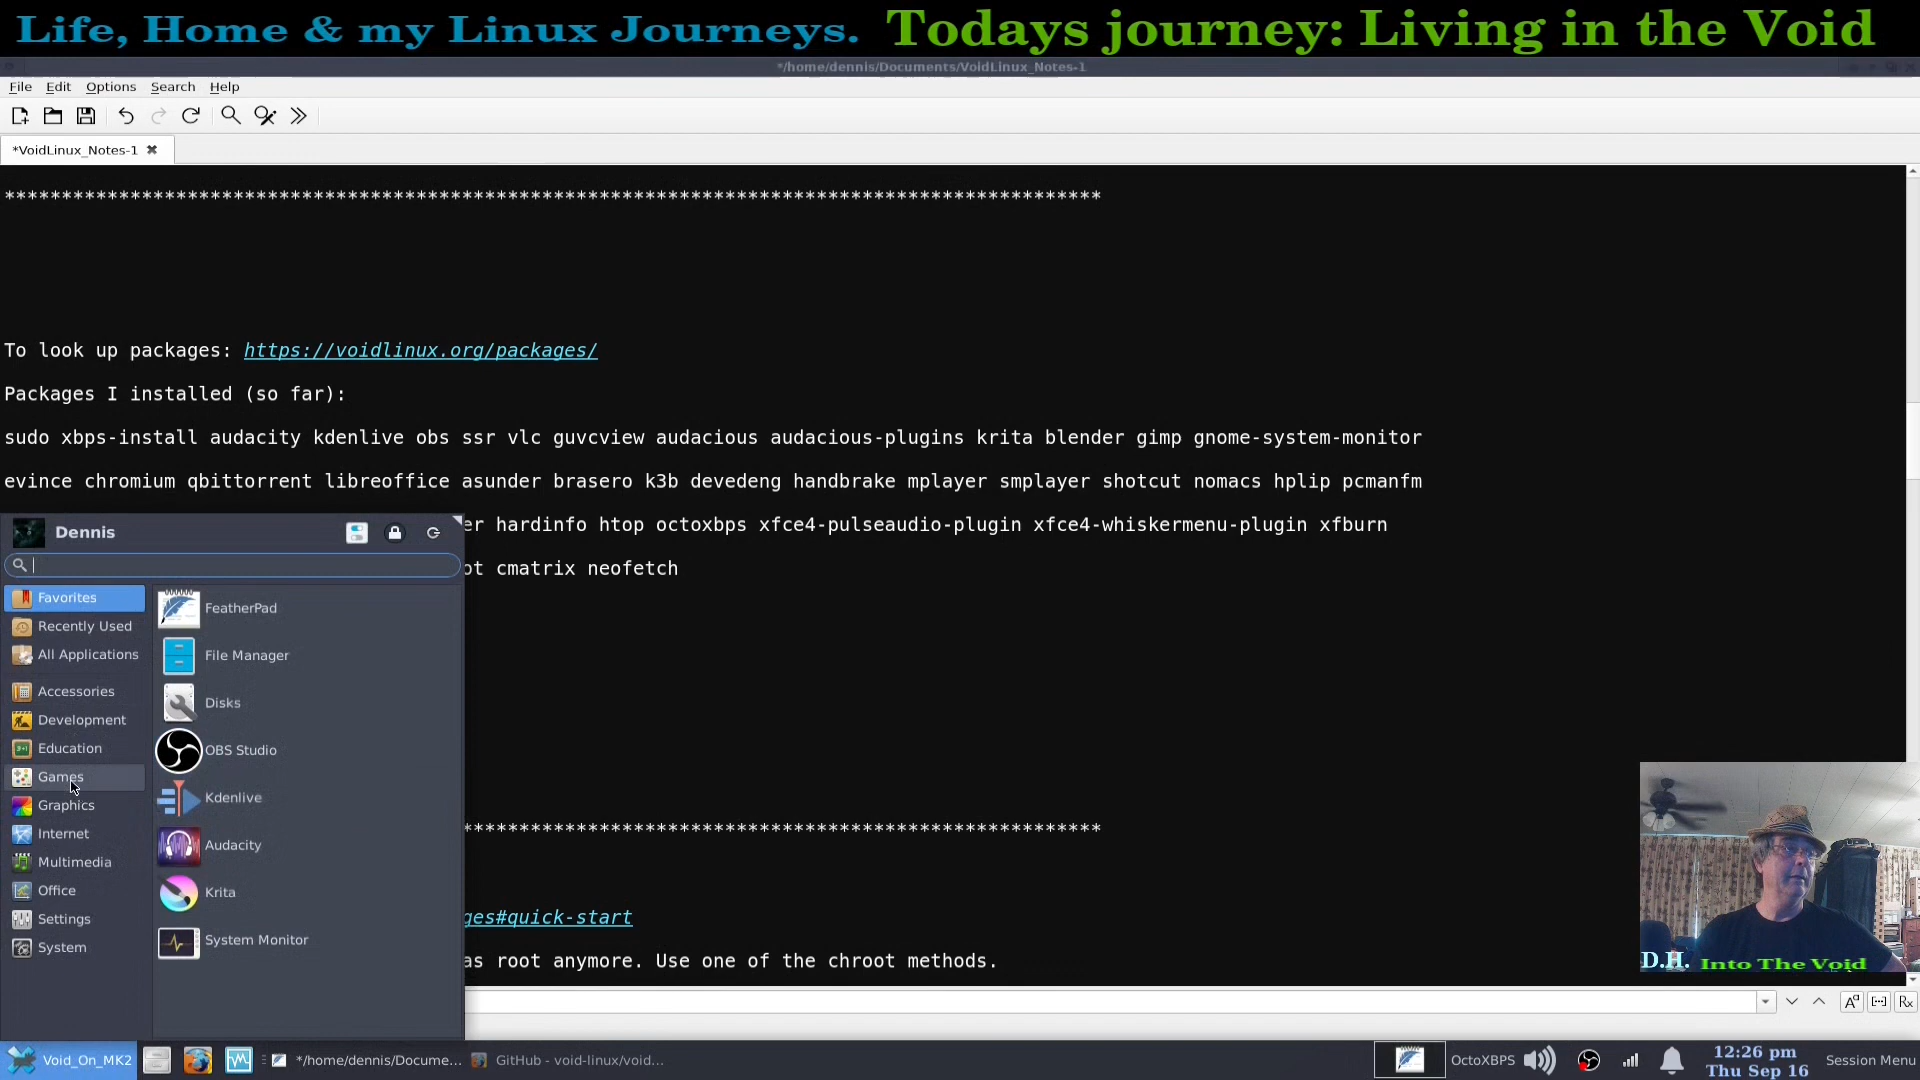 Life, Home & my Linux Journeys. Todays journey: Living in the Void
*/home/dennis/Documents/VoidLinux_Notes-1
File Edit Options Search Help
*VoidLinux_Notes-1
************************************************************************************************
To look up packages: https://voidlinux.org/packages/
Packages I installed (so far):
sudo xbps-install audacity kdenlive obs ssr vlc guvcview audacious audacious-plugins krita blender gimp gnome-system-monitor
evince chromium qbittorrent libreoffice asunder brasero k3b devedeng handbrake mplayer smplayer shotcut nomacs hplip pcmanfm
er hardinfo htop octoxbps xfce4-pulseaudio-plugin xfce4-whiskermenu-plugin xfburn
ot cmatrix neofetch
Dennis
Favorites
Recently Used
All Applications
Accessories
Development
Education
Games
Graphics
Internet
Multimedia
Office
Settings
System
FeatherPad
File Manager
Disks
OBS Studio
Kdenlive
Audacity
Krita
System Monitor
********************************************************
ges#quick-start
as root anymore. Use one of the chroot methods.
D.H. Into The Void
Void_On_MK2
*/home/dennis/Docume...
GitHub - void-linux/void...
OctoXBPS
12:26 pm
Thu Sep 16
Session Menu